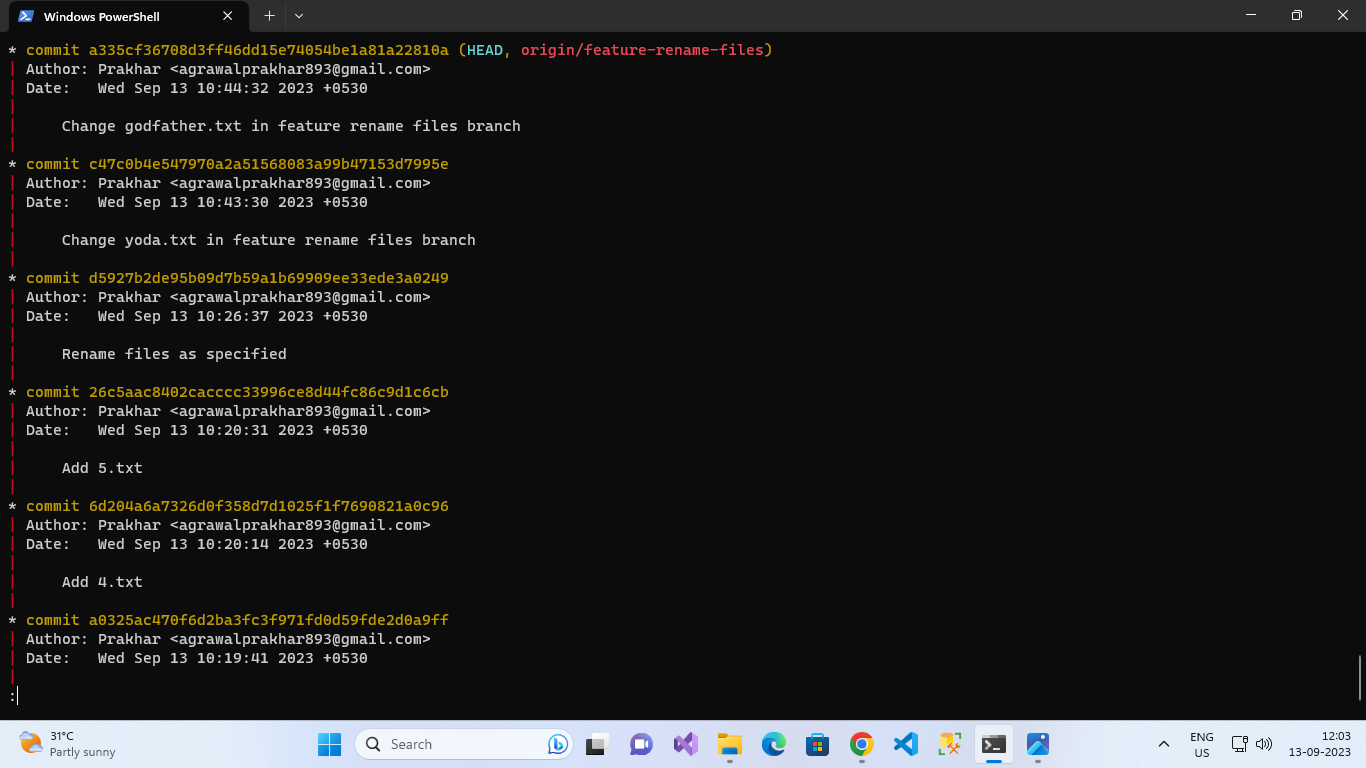 Windows PowerShell
* commit a335cf36708d3ff46dd15e74054be1a81a22810a (HEAD, origin/feature-rename-files)
| Author: Prakhar <agrawalprakhar893@gmail.com>
| Date:   Wed Sep 13 10:44:32 2023 +0530
|
|     Change godfather.txt in feature rename files branch
|
* commit c47c0b4e547970a2a51568083a99b47153d7995e
| Author: Prakhar <agrawalprakhar893@gmail.com>
| Date:   Wed Sep 13 10:43:30 2023 +0530
|
|     Change yoda.txt in feature rename files branch
|
* commit d5927b2de95b09d7b59a1b69909ee33ede3a0249
| Author: Prakhar <agrawalprakhar893@gmail.com>
| Date:   Wed Sep 13 10:26:37 2023 +0530
|
|     Rename files as specified
|
* commit 26c5aac8402cacccc33996ce8d44fc86c9d1c6cb
| Author: Prakhar <agrawalprakhar893@gmail.com>
| Date:   Wed Sep 13 10:20:31 2023 +0530
|
|     Add 5.txt
|
* commit 6d204a6a7326d0f358d7d1025f1f7690821a0c96
| Author: Prakhar <agrawalprakhar893@gmail.com>
| Date:   Wed Sep 13 10:20:14 2023 +0530
|
|     Add 4.txt
|
* commit a0325ac470f6d2ba3fc3f971fd0d59fde2d0a9ff
| Author: Prakhar <agrawalprakhar893@gmail.com>
| Date:   Wed Sep 13 10:19:41 2023 +0530
|
:
31°C
Partly sunny
Search
ENG
US
12:03
13-09-2023